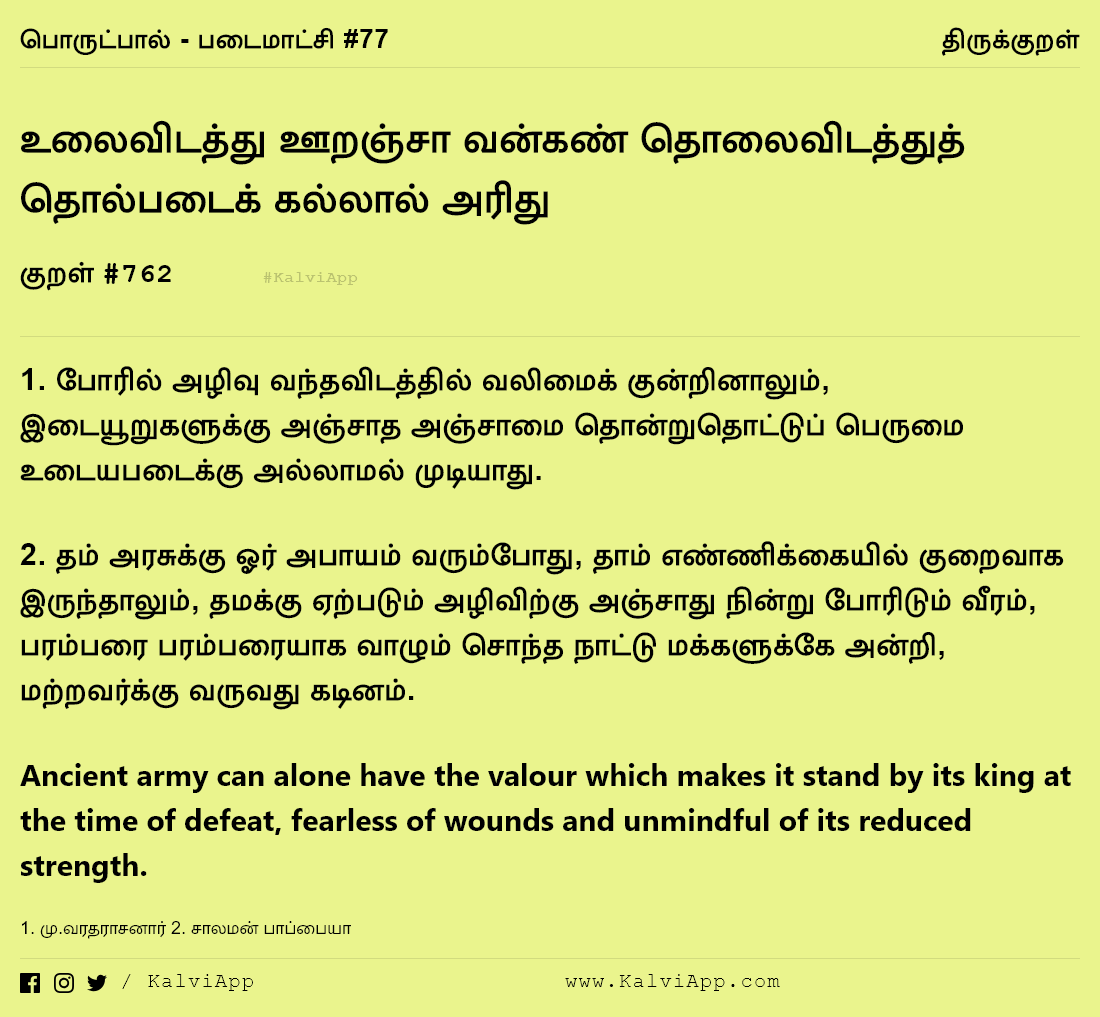 பொருட்பால் - படைமாட்சி #77 திருக்குறள்
உலைவிடத்து ஊறஞ்சா வன்கண் தொலைவிடத்துத்
தொல்படைக் கல்லால் அரிது
குறள் #762 #KalviApp
1. போரில் அழிவு வந்தவிடத்தில் வலிமைக் குன்றினாலும்,
இடையூறுகளுக்கு அஞ்சாத அஞ்சாமை தொன்றுதொட்டுப் பெருமை
உடையபடைக்கு அல்லாமல் முடியாது.
2. தம் அரசுக்கு ஓர் அபாயம் வரும்போது, தாம் எண்ணிக்கையில் குறைவாக
இருந்தாலும், தமக்கு ஏற்படும் அழிவிற்கு அஞ்சாது நின்று போரிடும் வீரம்,
பரம்பரை பரம்பரையாக வாழும் சொந்த நாட்டு மக்களுக்கே அன்றி,
மற்றவர்க்கு வருவது கடினம்.
Ancient army can alone have the valour which makes it stand by its king at
the time of defeat, fearless of wounds and unmindful of its reduced
strength.
1. மு.வரதராசனார் 2. சாலமன் பாப்பையா
/ KalviApp www.KalviApp.com